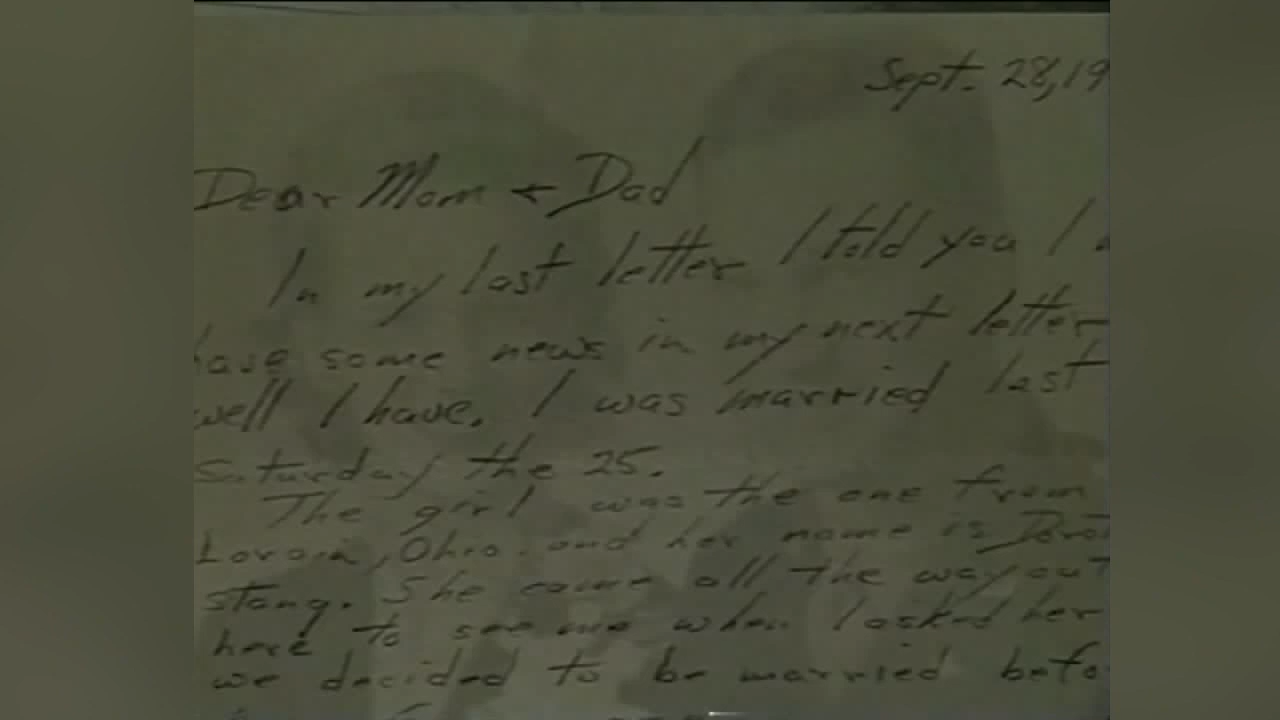 Sept. 28, 19
Dear Mom + Dad
In my last letter I told you I
have some news in my next letter
well I have. I was married last
Saturday the 25.
The girl was the one from
Lorain, Ohio. and her name is
stang. She came all the way out
here to see me when I asked her
we decided to be married befo